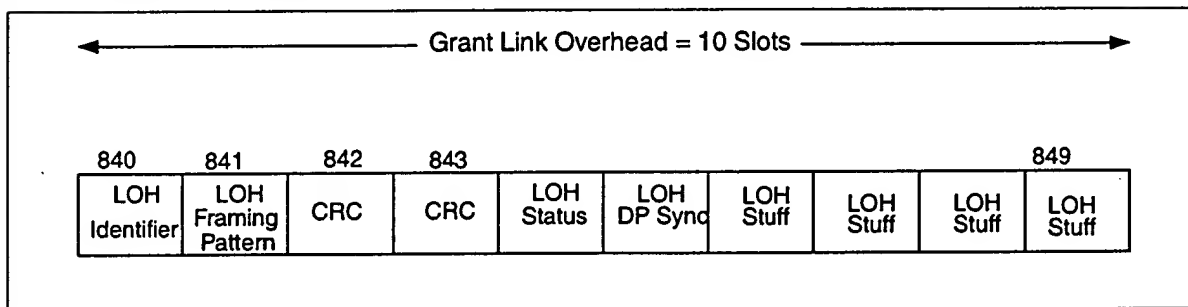 Grant Link Overhead = 10 Slots
840 841 842 843 849
LOH Identifier
LOH Framing Pattern
CRC
CRC
LOH Status
LOH DP Sync
LOH Stuff
LOH Stuff
LOH Stuff
LOH Stuff